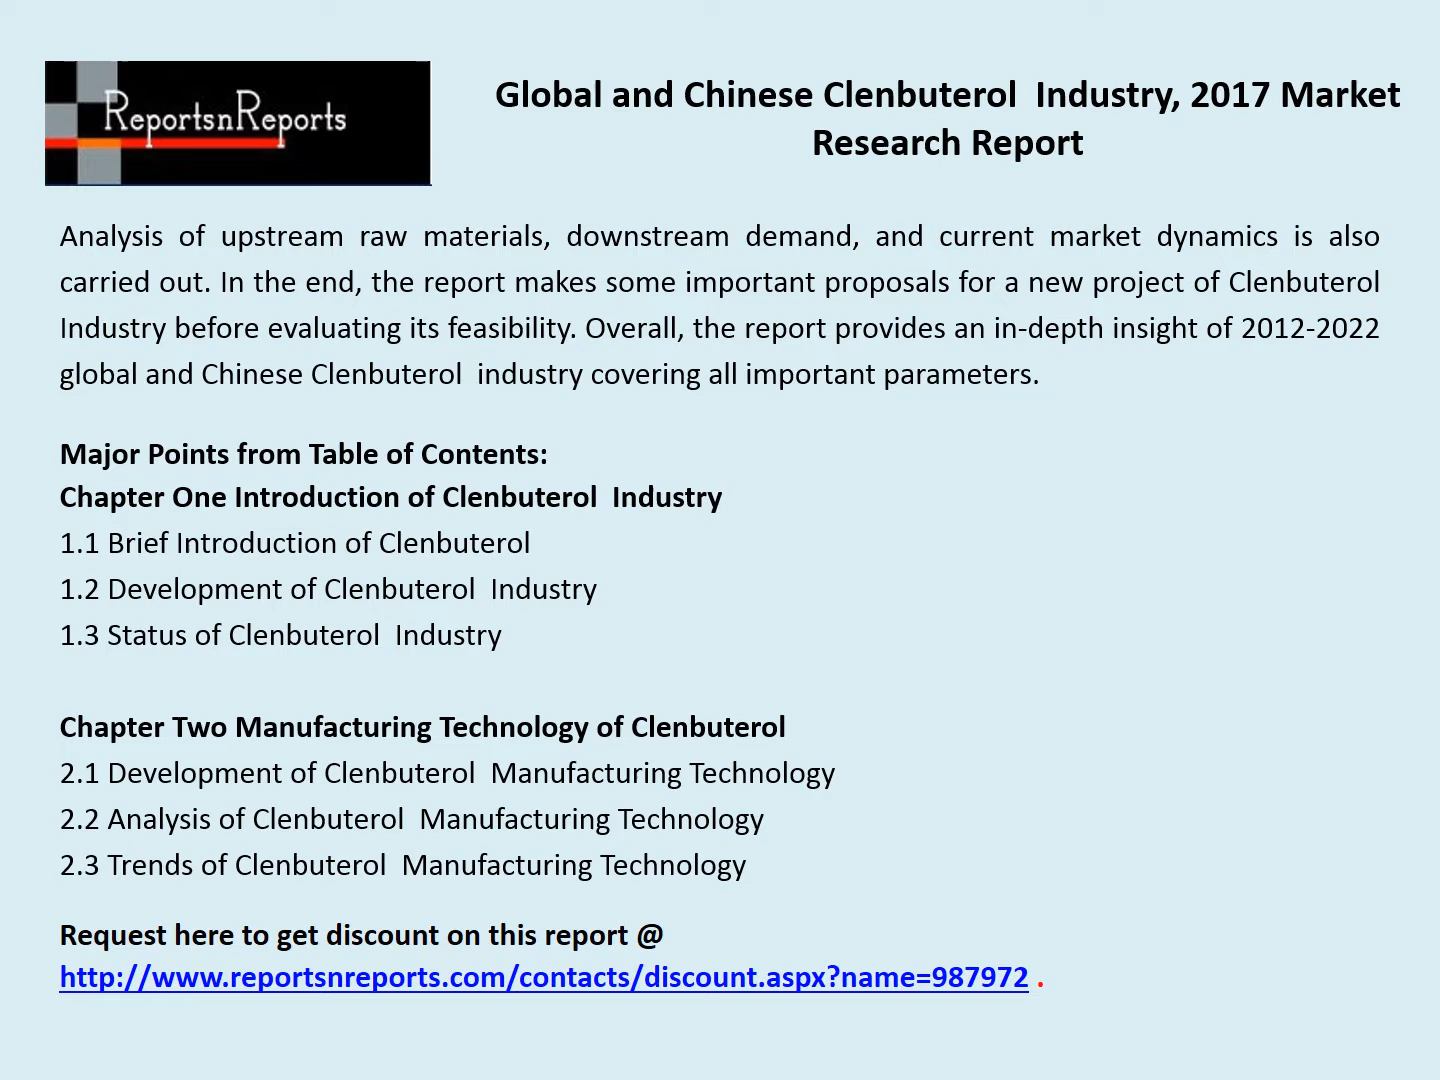 ReportsnReports
Global and Chinese Clenbuterol  Industry, 2017 Market
Research Report
Analysis of upstream raw materials, downstream demand, and current market dynamics is also
carried out. In the end, the report makes some important proposals for a new project of Clenbuterol
Industry before evaluating its feasibility. Overall, the report provides an in-depth insight of 2012-2022
global and Chinese Clenbuterol  industry covering all important parameters.
Major Points from Table of Contents:
Chapter One Introduction of Clenbuterol  Industry
1.1 Brief Introduction of Clenbuterol
1.2 Development of Clenbuterol  Industry
1.3 Status of Clenbuterol  Industry
Chapter Two Manufacturing Technology of Clenbuterol
2.1 Development of Clenbuterol  Manufacturing Technology
2.2 Analysis of Clenbuterol  Manufacturing Technology
2.3 Trends of Clenbuterol  Manufacturing Technology
Request here to get discount on this report @
http://www.reportsnreports.com/contacts/discount.aspx?name=987972 .